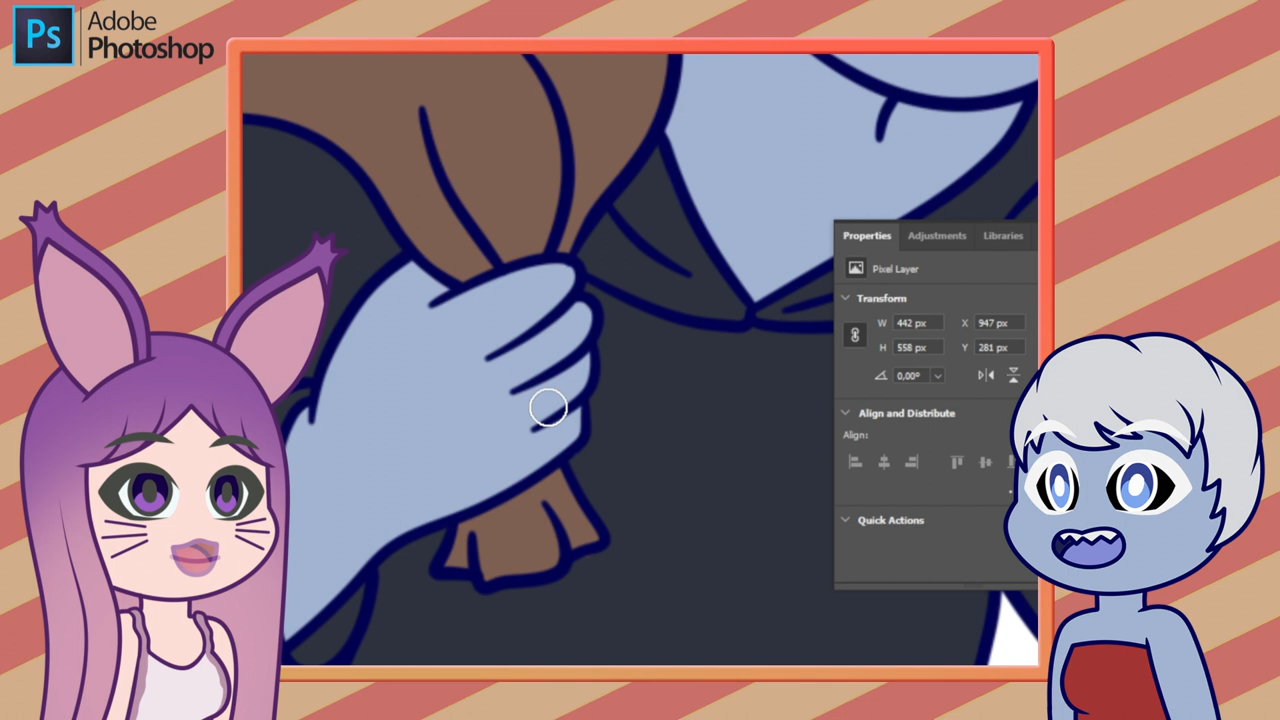 Ps
Adobe
Photoshop
Properties Adjustments Libraries
Pixel Layer
Transform
W 442 px X 947 px
H 558 px Y 281 px
0,00°
Align and Distribute
Align:
Quick Actions